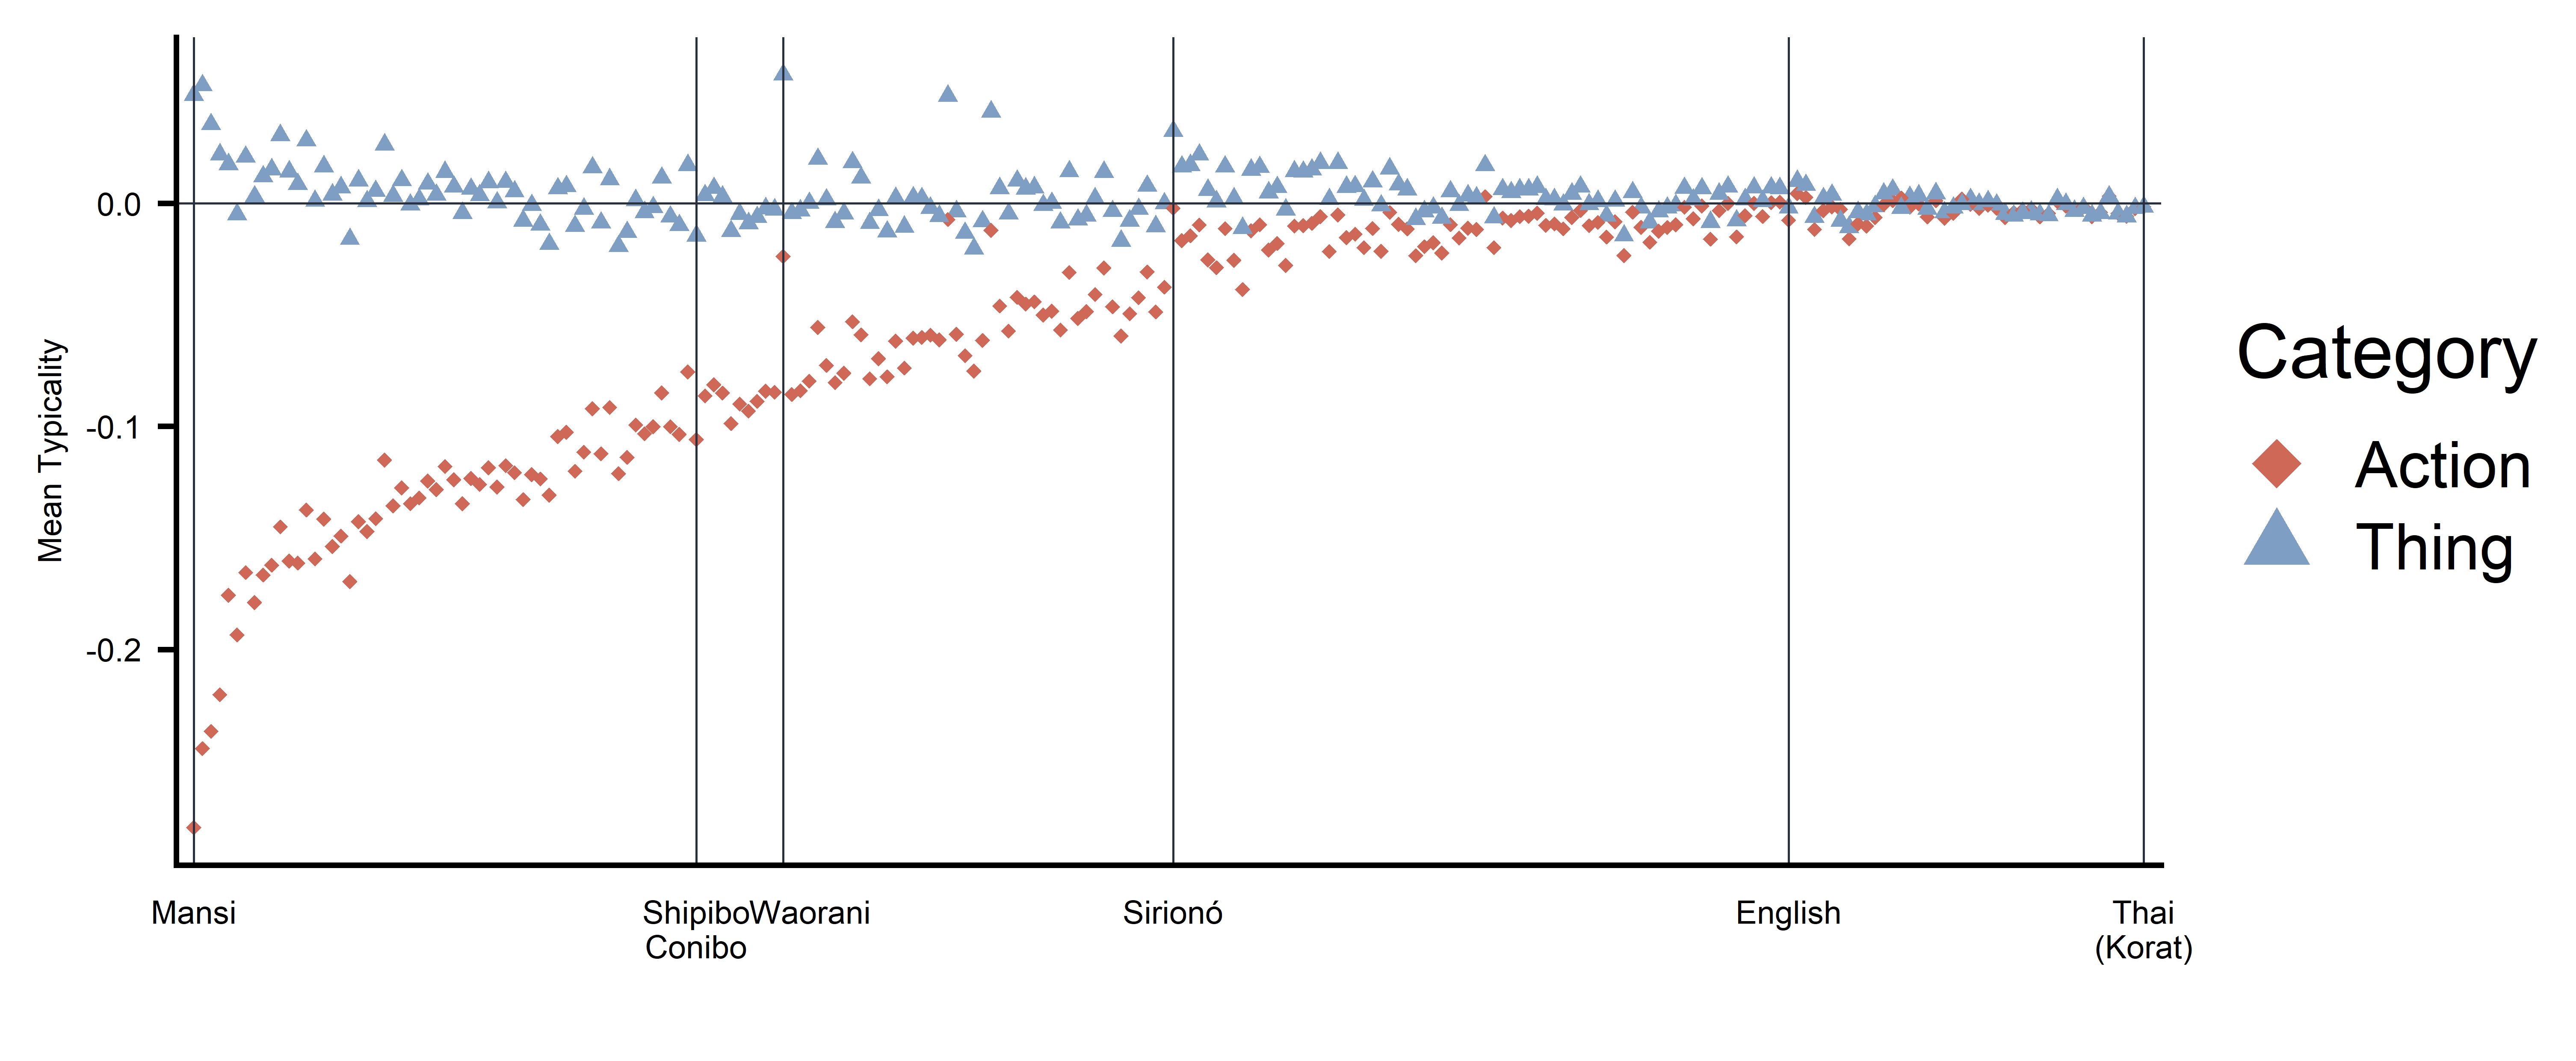 0.0
-0.1
-0.2
Mean Typicality
Mansi
Shipibo
Conibo
Waorani
Sirionó
English
Thai
(Korat)
Category
Action
Thing